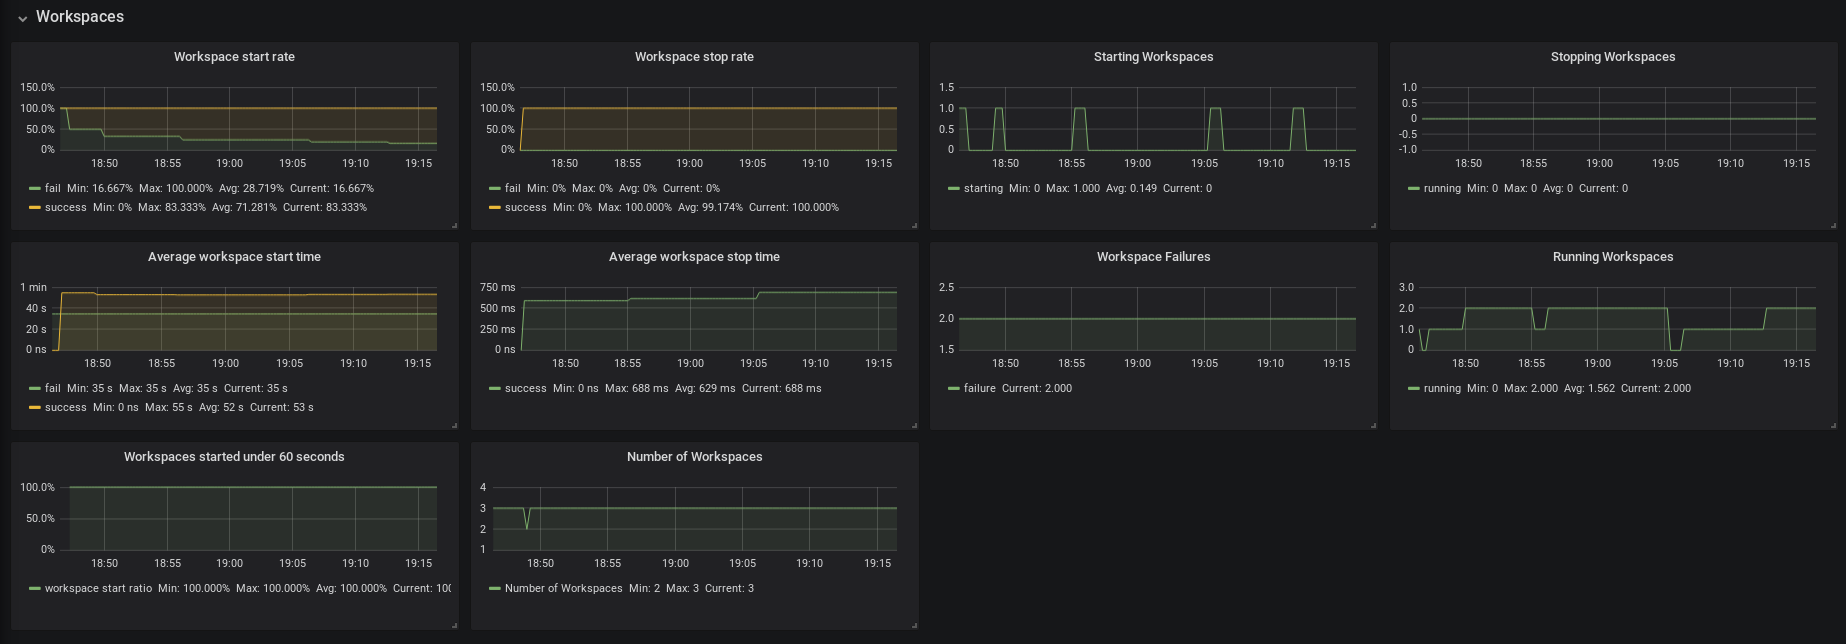 Workspaces
Workspace start rate
150.0%
100.0%
50.0%
0%
18:50 18:55 19:00 19:05 19:10 19:15
fail Min: 16.667% Max: 100.000% Avg: 28.719% Current: 16.667%
success Min: 0% Max: 83.333% Avg: 71.281% Current: 83.333%
Workspace stop rate
150.0%
100.0%
50.0%
0%
18:50 18:55 19:00 19:05 19:10 19:15
fail Min: 0% Max: 0% Avg: 0% Current: 0%
success Min: 0% Max: 100.000% Avg: 99.174% Current: 100.000%
Starting Workspaces
1.5
1.0
0.5
0
18:50 18:55 19:00 19:05 19:10 19:15
starting Min: 0 Max: 1.000 Avg: 0.149 Current: 0
Stopping Workspaces
1.0
0.5
0
-0.5
-1.0
18:50 18:55 19:00 19:05 19:10 19:15
running Min: 0 Max: 0 Avg: 0 Current: 0
Average workspace start time
1 min
40 s
20 s
0 ns
18:50 18:55 19:00 19:05 19:10 19:15
fail Min: 35 s Max: 35 s Avg: 35 s Current: 35 s
success Min: 0 ns Max: 55 s Avg: 52 s Current: 53 s
Average workspace stop time
750 ms
500 ms
250 ms
0 ns
18:50 18:55 19:00 19:05 19:10 19:15
success Min: 0 ns Max: 688 ms Avg: 629 ms Current: 688 ms
Workspace Failures
2.5
2.0
1.5
18:50 18:55 19:00 19:05 19:10 19:15
failure Current: 2.000
Running Workspaces
3.0
2.0
1.0
0
18:50 18:55 19:00 19:05 19:10 19:15
running Min: 0 Max: 2.000 Avg: 1.562 Current: 2.000
Workspaces started under 60 seconds
100.0%
50.0%
0%
18:50 18:55 19:00 19:05 19:10 19:15
workspace start ratio Min: 100.000% Max: 100.000% Avg: 100.000% Current: 100
Number of Workspaces
4
3
2
1
18:50 18:55 19:00 19:05 19:10 19:15
Number of Workspaces Min: 2 Max: 3 Current: 3